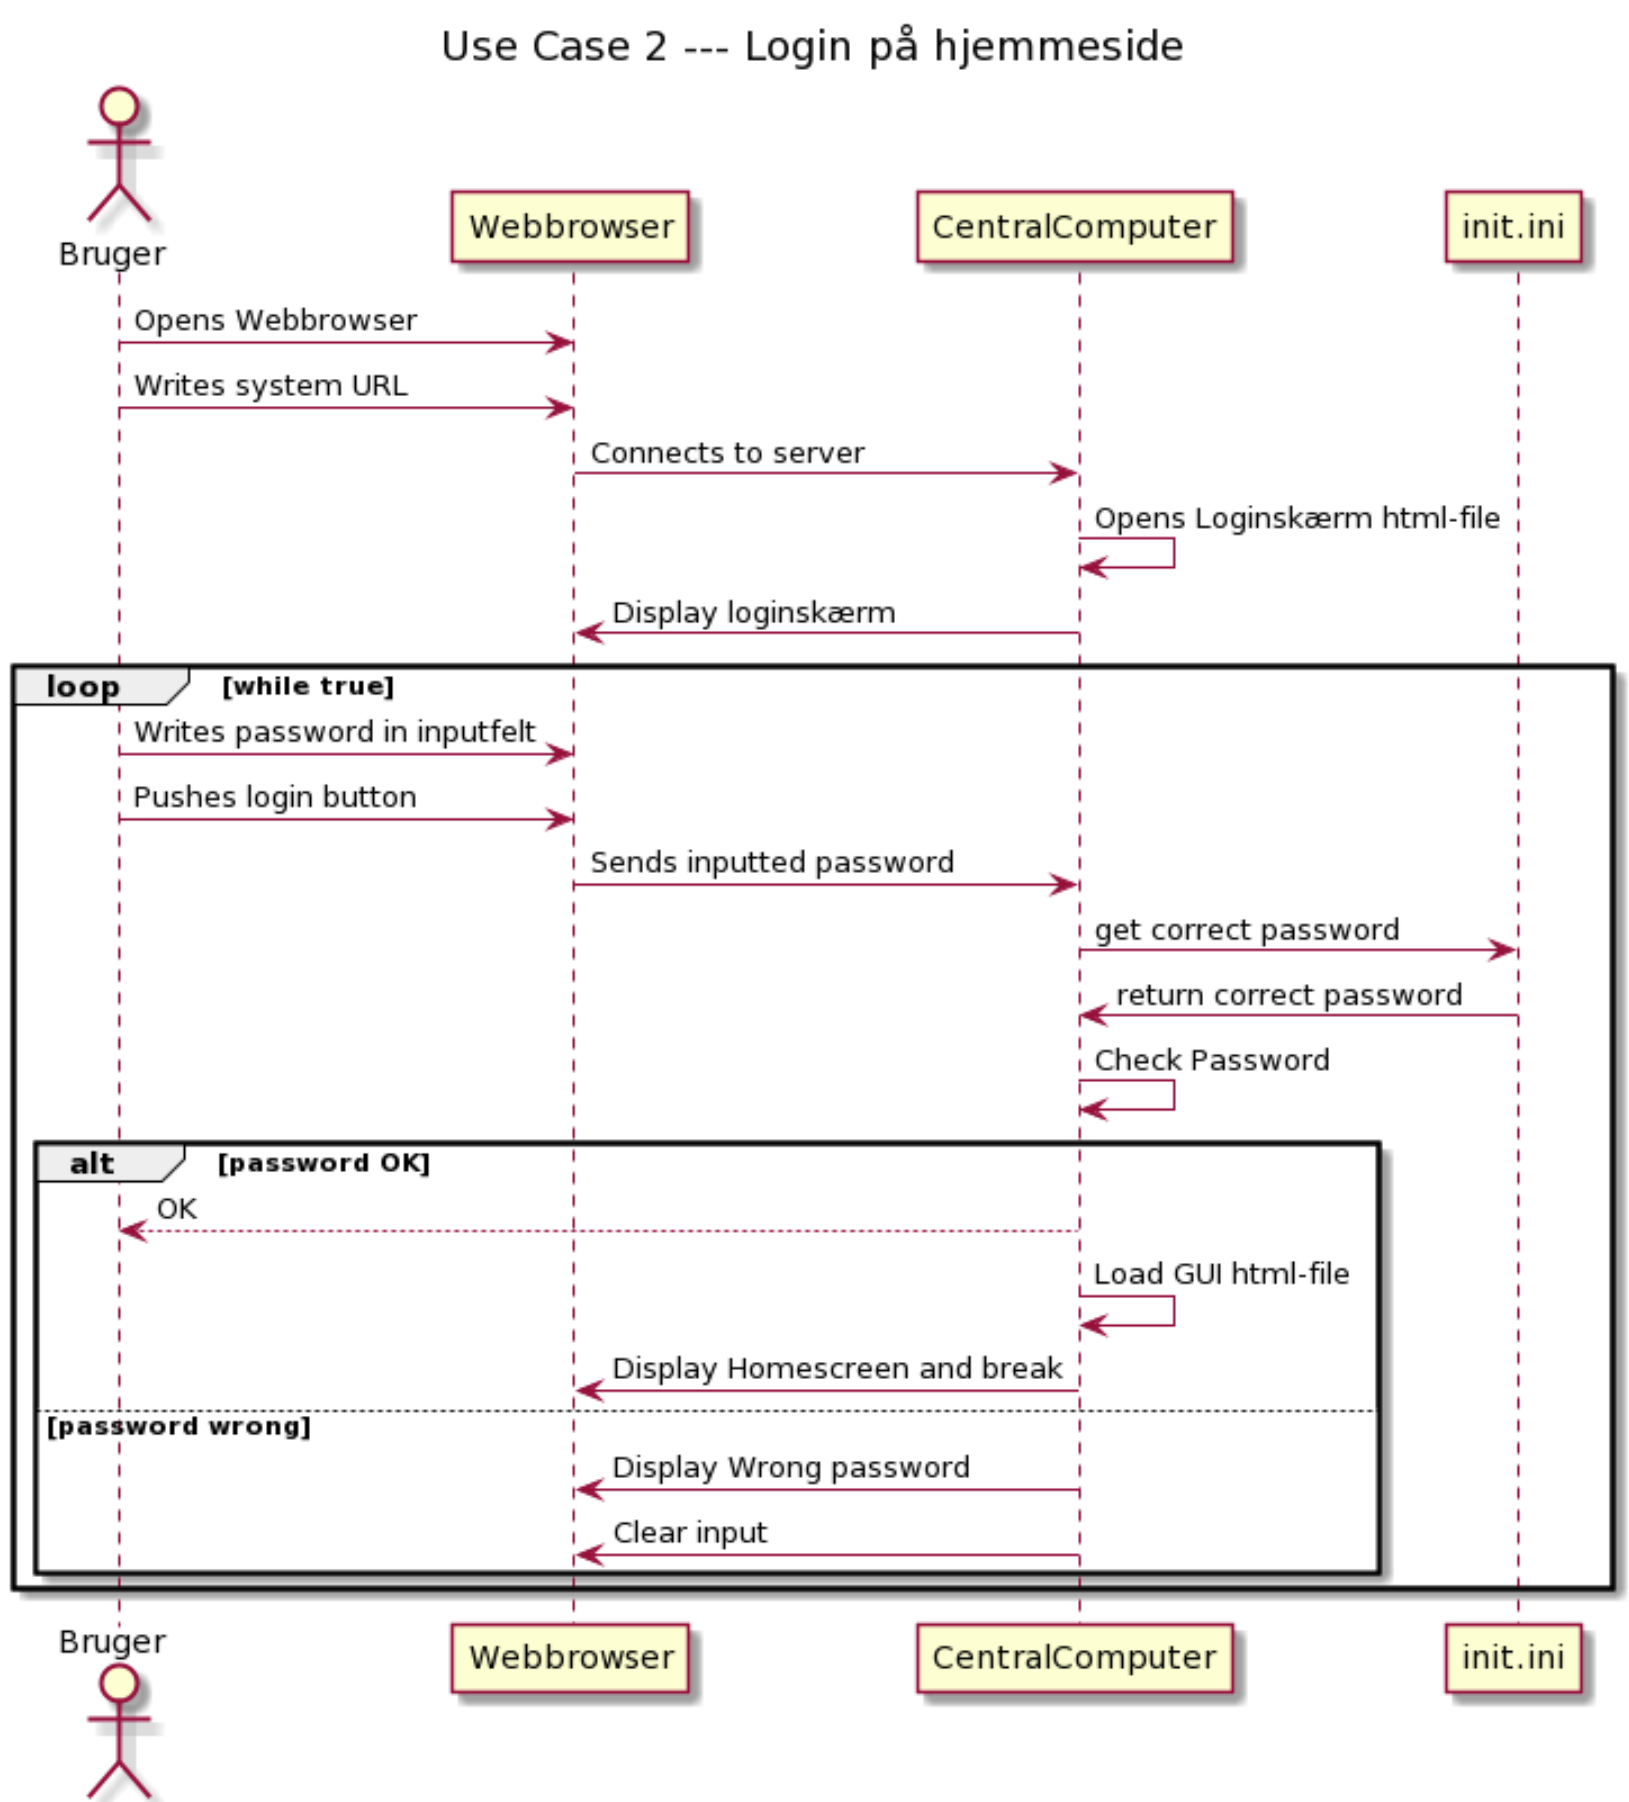 Use Case 2 --- Login på hjemmeside
Bruger
Webbrowser
CentralComputer
init.ini
Opens Webbrowser
Writes system URL
Connects to server
Opens Loginskærm html-file
Display loginskærm
loop
[while true]
Writes password in inputfelt
Pushes login button
Sends inputted password
get correct password
return correct password
Check Password
alt
[password OK]
OK
Load GUI html-file
Display Homescreen and break
[password wrong]
Display Wrong password
Clear input
Bruger
Webbrowser
CentralComputer
init.ini